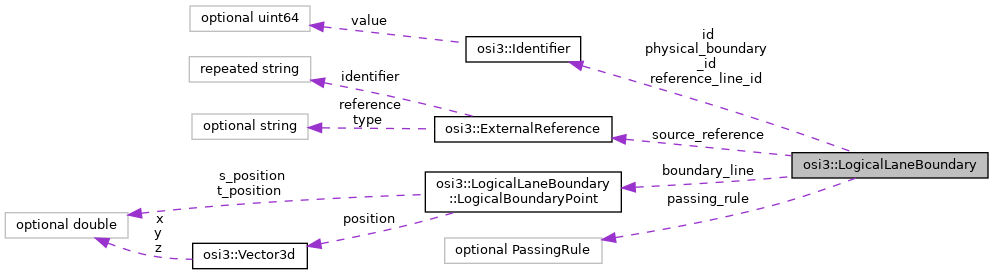 optional uint64
value
osi3::Identifier
id
physical_boundary
_id
reference_line_id
repeated string
identifier
reference
type
optional string
osi3::ExternalReference
source_reference
osi3::LogicalLaneBoundary
boundary_line
passing_rule
s_position
t_position
osi3::LogicalLaneBoundary
::LogicalBoundaryPoint
optional double
x
y
z
position
osi3::Vector3d
optional PassingRule